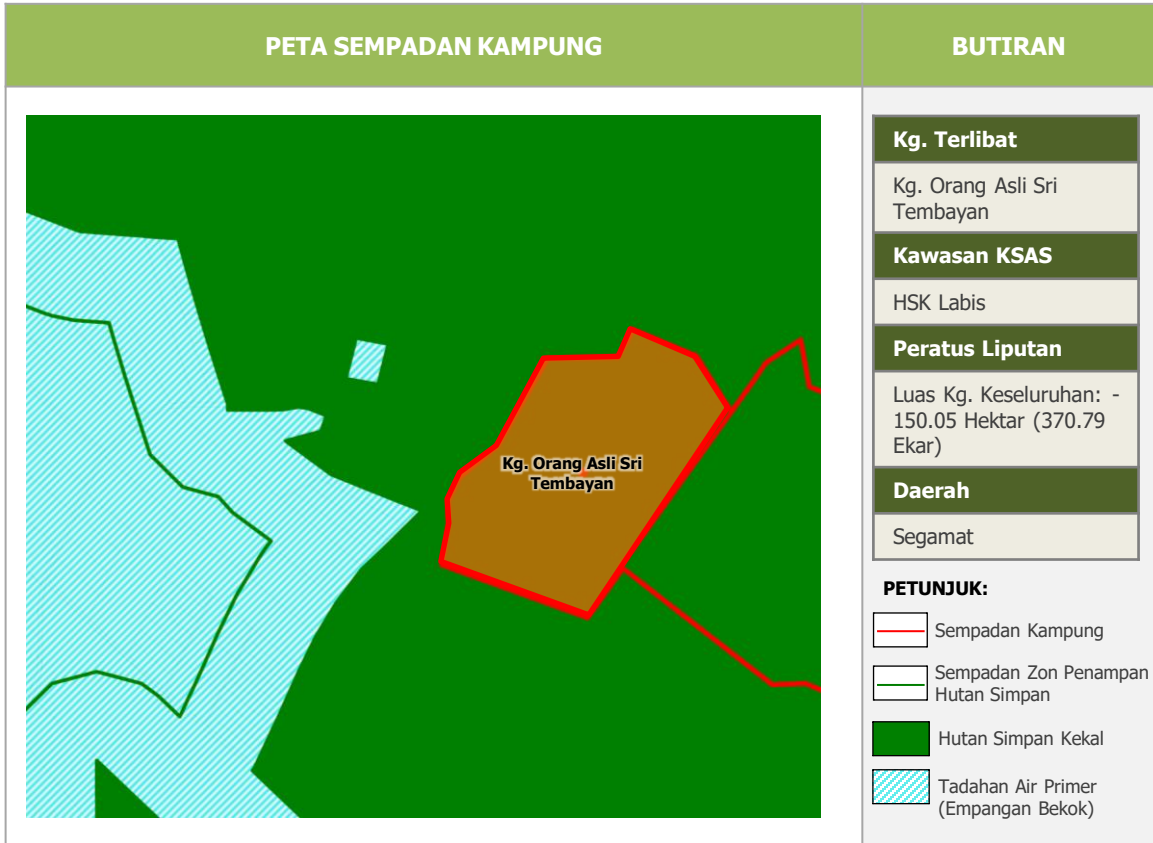 PETA SEMPADAN KAMPUNG
BUTIRAN
Kg. Orang Asli Sri
Tembayan
Kg. Terlibat
Kg. Orang Asli Sri
Tembayan
Kawasan KSAS
HSK Labis
Peratus Liputan
Luas Kg. Keseluruhan: -
150.05 Hektar (370.79
Ekar)
Daerah
Segamat
PETUNJUK:
Sempadan Kampung
Sempadan Zon Penampan
Hutan Simpan
Hutan Simpan Kekal
Tadahan Air Primer
(Empangan Bekok)